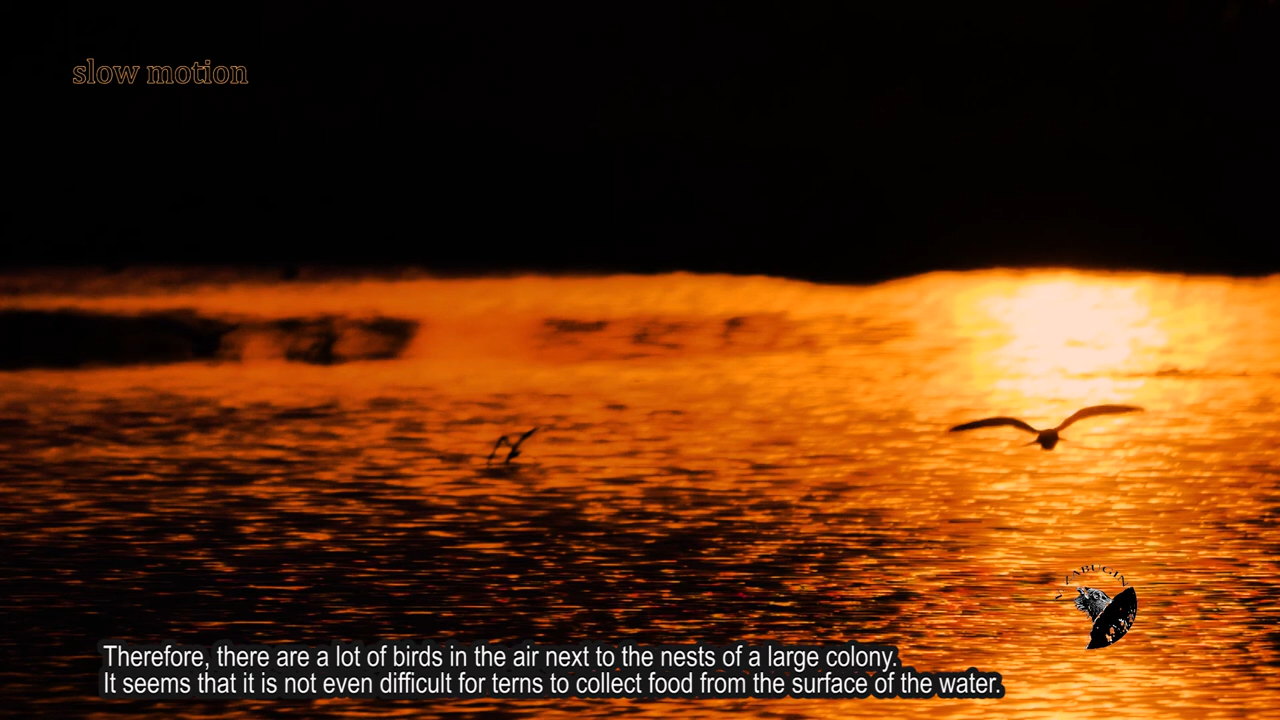 slow motion
ZABUGIN
Therefore, there are a lot of birds in the air next to the nests of a large colony.
It seems that it is not even difficult for terns to collect food from the surface of the water.